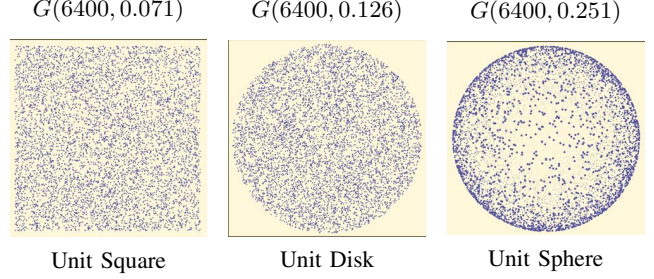 G(6400, 0.071) G(6400, 0.126) G(6400, 0.251)
Unit Square Unit Disk Unit Sphere